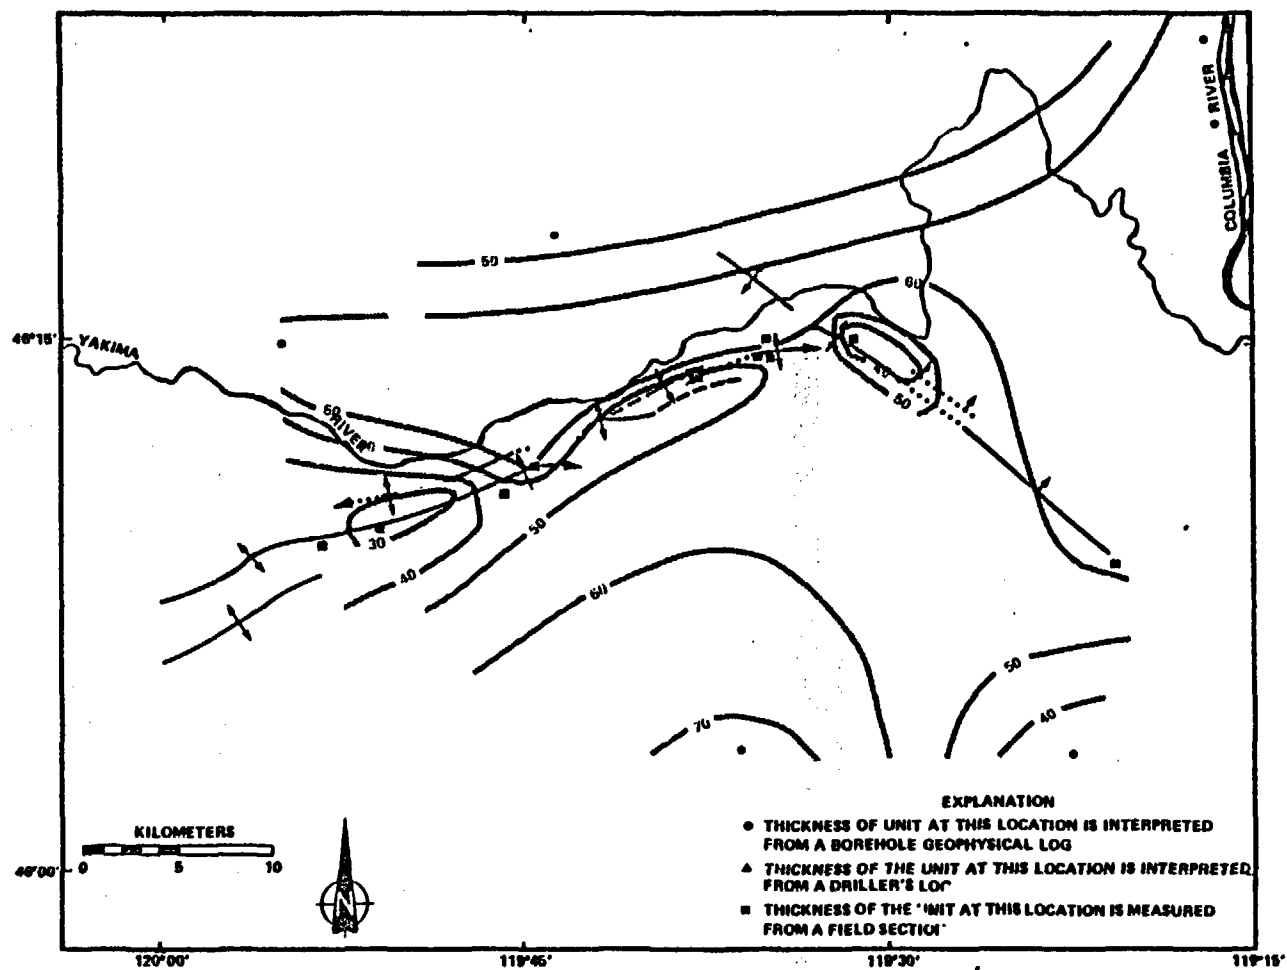 RIVER
COLUMBIA
50
60
46°15'
YAKIMA
60
RIVER
40
50
50
30
40
60
50
40
70
EXPLANATION
KILOMETERS
0 5 10
THICKNESS OF UNIT AT THIS LOCATION IS INTERPRETED
FROM A BOREHOLE GEOPHYSICAL LOG
THICKNESS OF THE UNIT AT THIS LOCATION IS INTERPRETED
FROM A DRILLER'S
THICKNESS OF THE AT THIS LOCATION IS MEASURED
FROM A FIELD
46°00'
N
120°00' 119°45' 119°30' 119°15'